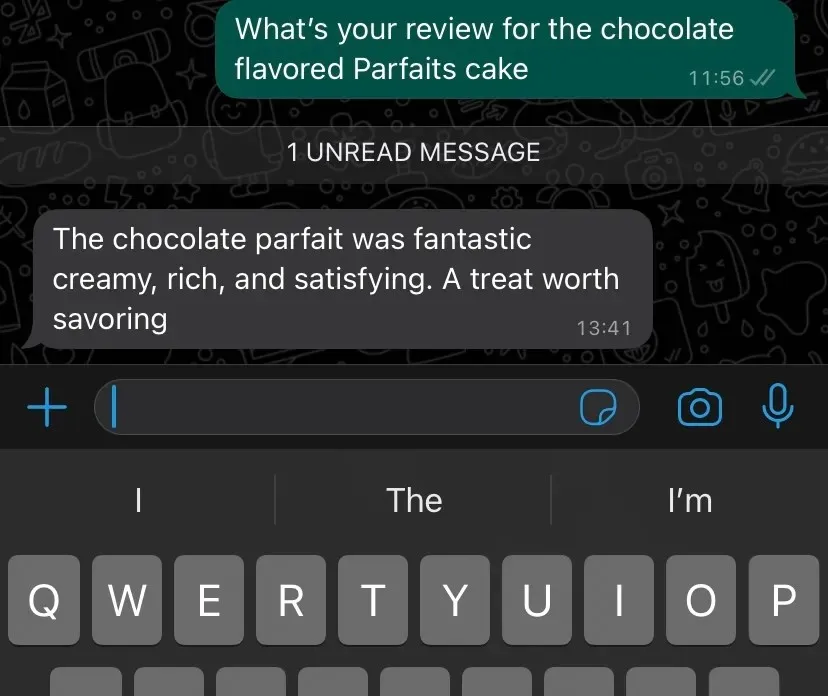 What’s your review for the chocolate
flavored Parfaits cake
11:56
1 UNREAD MESSAGE
The chocolate parfait was fantastic
creamy, rich, and satisfying. A treat worth
savoring
13:41
I The I’m
Q W E R T Y U I O P